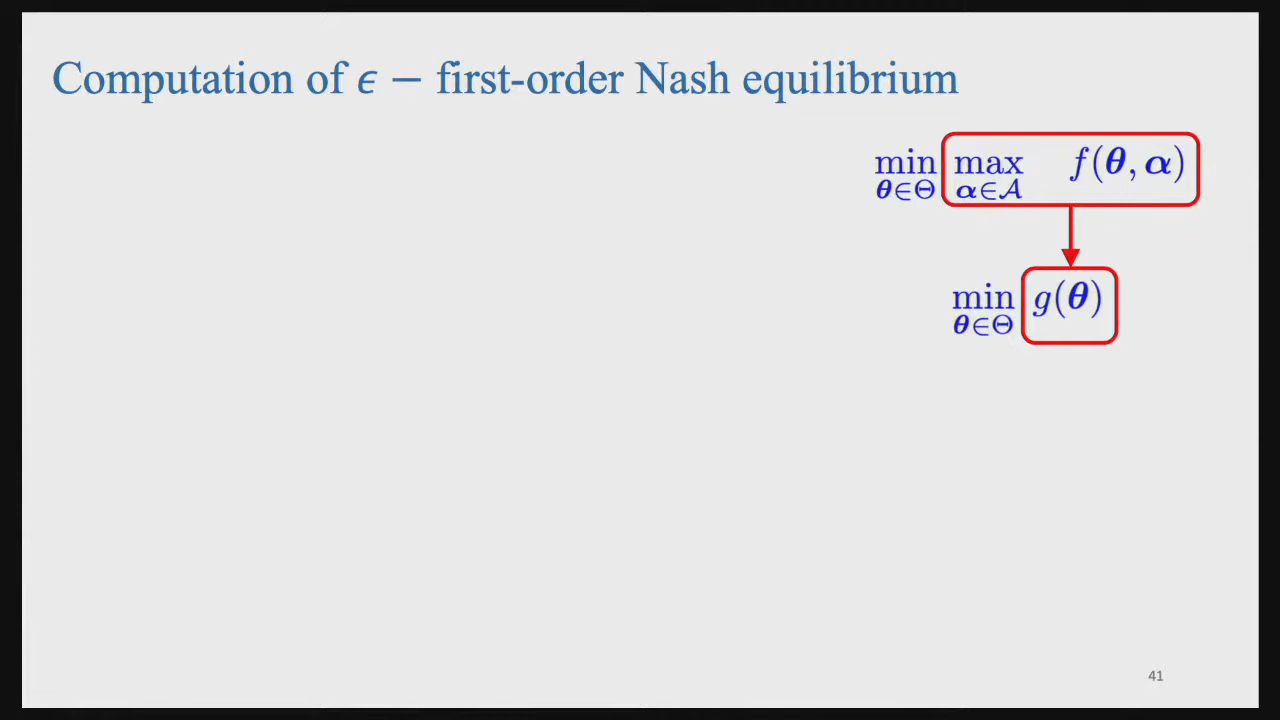 Computation of ϵ − first-order Nash equilibrium
min max f(θ, α)
θ∈Θ α∈𝒜
min g(θ)
θ∈Θ
41